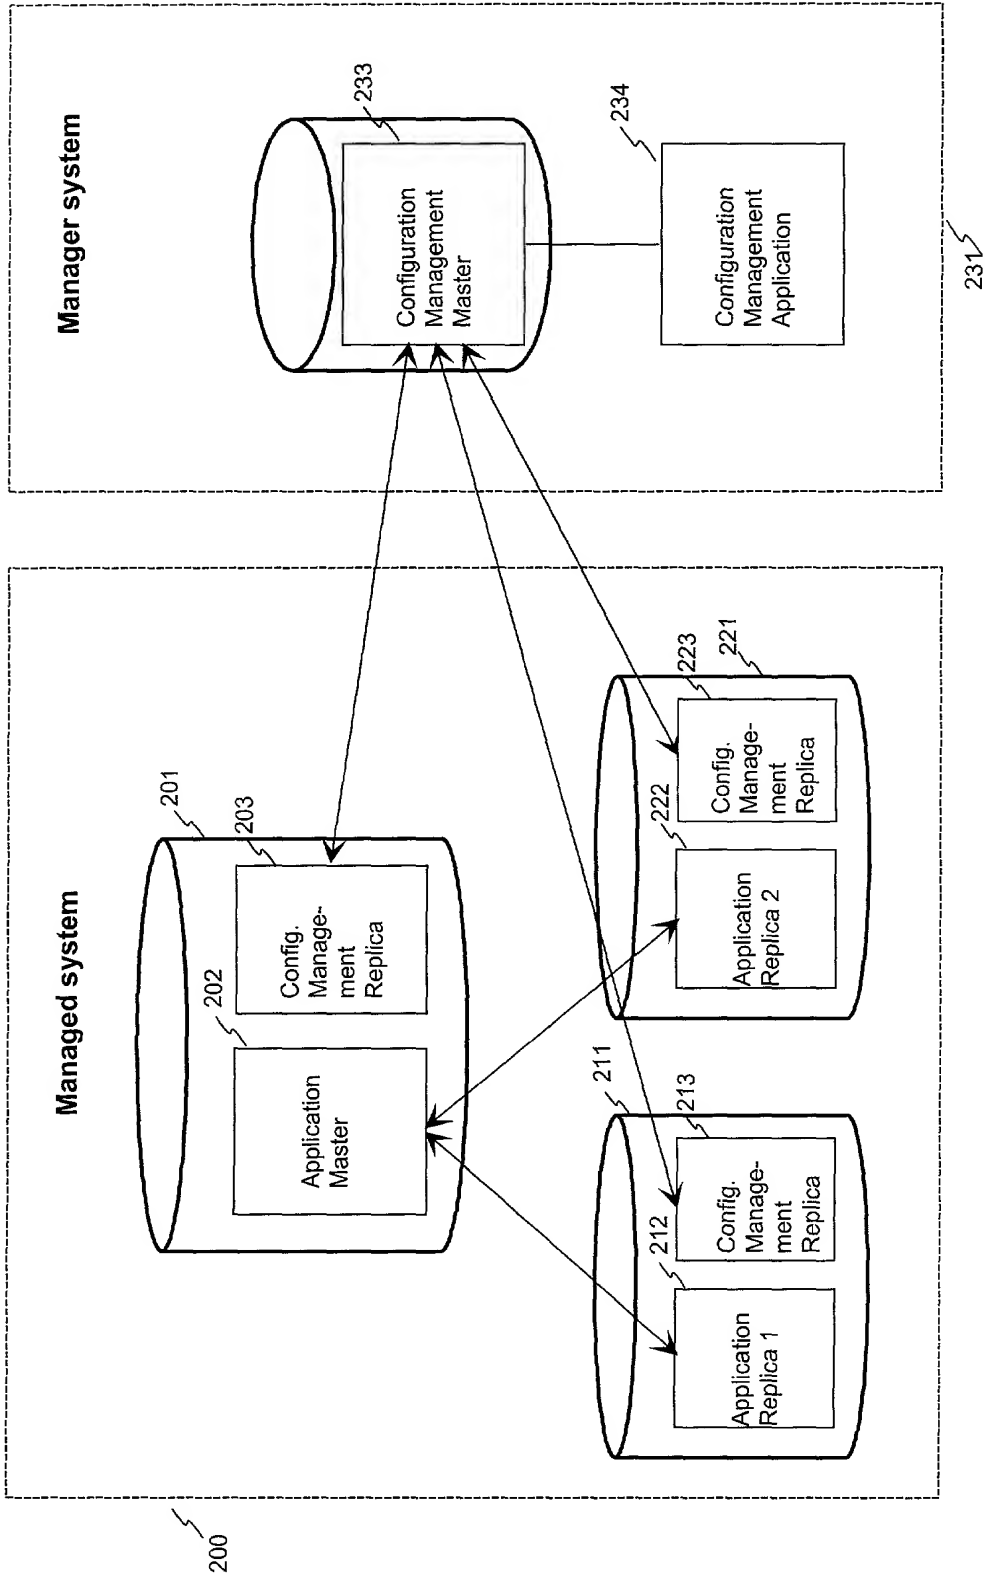 Managed system
Manager system
201
203
202
Config.
Manage-
ment
Replica
Application
Master
233
Configuration
Management
Master
234
Configuration
Management
Application
231
211
213
212
Config.
Manage-
ment
Replica
Application
Replica 1
221
223
222
Config.
Manage-
ment
Replica
Application
Replica 2
200